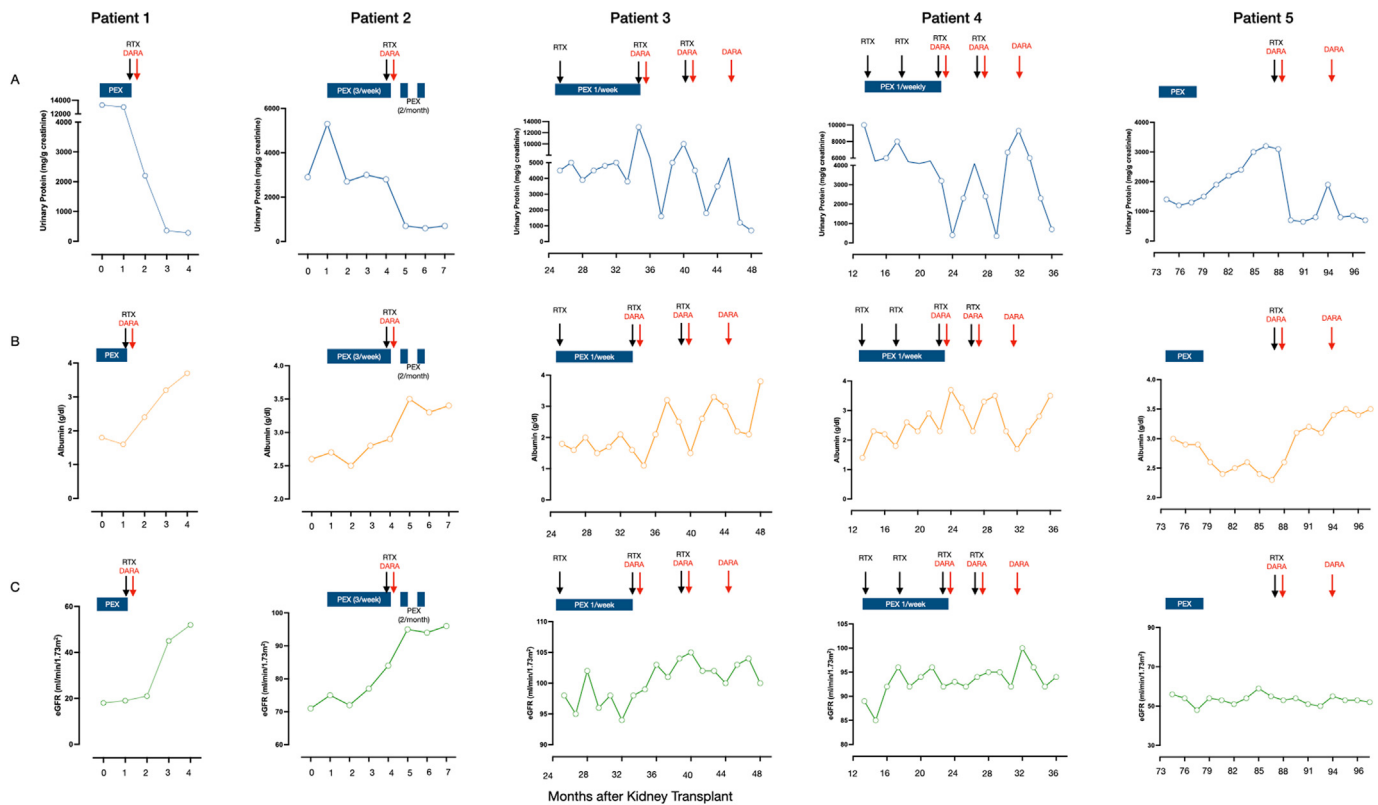 Patient 1 Patient 2 Patient 3 Patient 4 Patient 5
A
RTX
DARA
PEX
Urinary Protein (mg/g creatinine)
14000
12000
4000
3000
2000
1000
0
0 1 2 3 4
RTX
DARA
PEX (3/week)
PEX
(2/month)
Urinary Protein (mg/g creatinine)
6000
4000
2000
0
0 1 2 3 4 5 6 7
RTX RTX DARA RTX DARA DARA
PEX 1/week
Urinary Protein (mg/g creatinine)
14000
12000
10000
8000
6000
5000
4000
3000
2000
1000
0
24 28 32 36 40 44 48
RTX RTX RTX DARA RTX DARA DARA
PEX 1/weekly
Urinary Protein (mg/g creatinine)
10000
8000
6000
4000
3000
2000
1000
0
12 16 20 24 28 32 36
RTX DARA DARA
PEX
Urinary Protein (mg/g creatinine)
4000
3000
2000
1000
0
73 76 79 82 85 88 91 94 96
B
RTX
DARA
PEX
Albumin (g/dl)
4
3
2
1
0
0 1 2 3 4
RTX
DARA
PEX (3/week)
PEX
(2/month)
Albumin (g/dl)
4.0
3.5
3.0
2.5
2.0
0 1 2 3 4 5 6 7
RTX RTX DARA RTX DARA DARA
PEX 1/week
Albumin (g/dl)
4
3
2
1
0
24 28 32 36 40 44 48
RTX RTX RTX DARA RTX DARA DARA
PEX 1/week
Albumin (g/dl)
4
3
2
1
0
12 16 20 24 28 32 36
RTX DARA DARA
PEX
Albumin (g/dl)
4.0
3.5
3.0
2.5
2.0
73 76 79 82 85 88 91 94 96
C
RTX
DARA
PEX
eGFR (ml/min/1.73m²)
60
40
20
0
0 1 2 3 4
RTX
DARA
PEX (3/week)
PEX
(2/month)
eGFR (ml/min/1.73m²)
100
90
80
70
60
0 1 2 3 4 5 6 7
RTX RTX DARA RTX DARA DARA
PEX 1/week
eGFR (ml/min/1.73m²)
110
105
100
95
90
24 28 32 36 40 44 48
RTX RTX RTX DARA RTX DARA DARA
PEX 1/week
eGFR (ml/min/1.73m²)
105
100
95
90
85
80
12 16 20 24 28 32 36
RTX DARA DARA
PEX
eGFR (ml/min/1.73m²)
90
70
50
30
73 76 79 82 85 88 91 94 96
Months after Kidney Transplant